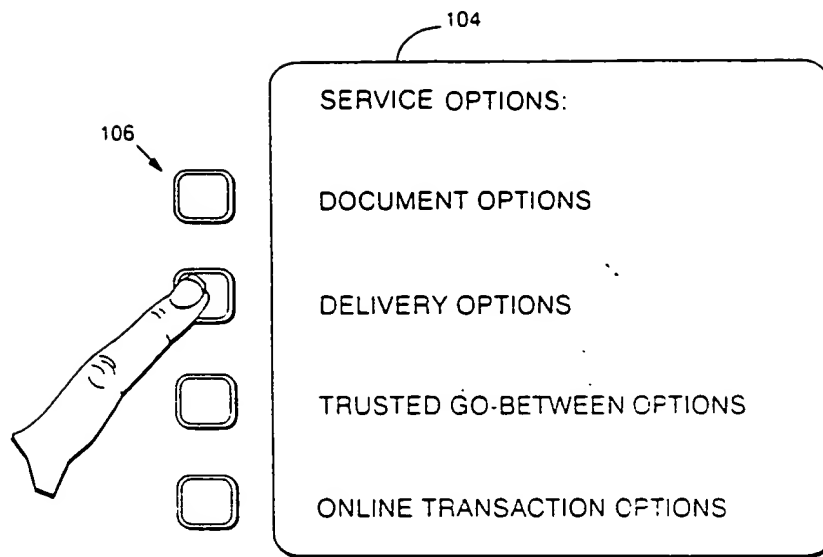 104
SERVICE OPTIONS:
106
DOCUMENT OPTIONS
DELIVERY OPTIONS
TRUSTED GO-BETWEEN OPTIONS
ONLINE TRANSACTION OPTIONS